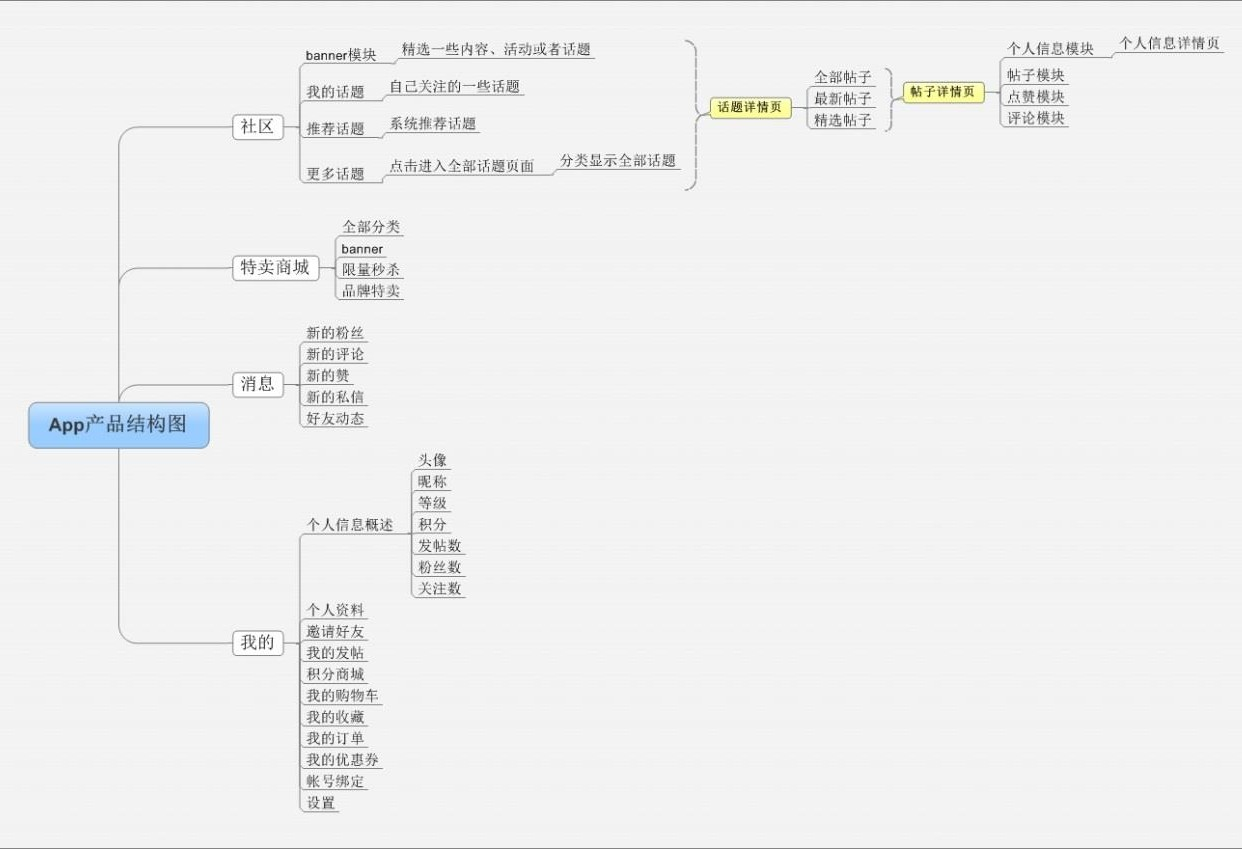 App产品结构图
社区
banner模块
精选一些内容、活动或者话题
我的话题
自己关注的一些话题
推荐话题
系统推荐话题
更多话题
点击进入全部话题页面
分类显示全部话题
话题详情页
全部帖子
最新帖子
精选帖子
帖子详情页
个人信息模块
个人信息详情页
帖子模块
点赞模块
评论模块
特卖商城
全部分类
banner
限量秒杀
品牌特卖
消息
新的粉丝
新的评论
新的赞
新的私信
好友动态
我的
个人信息概述
头像
昵称
等级
积分
发帖数
粉丝数
关注数
个人资料
邀请好友
我的发帖
积分商城
我的购物车
我的收藏
我的订单
我的优惠券
帐号绑定
设置